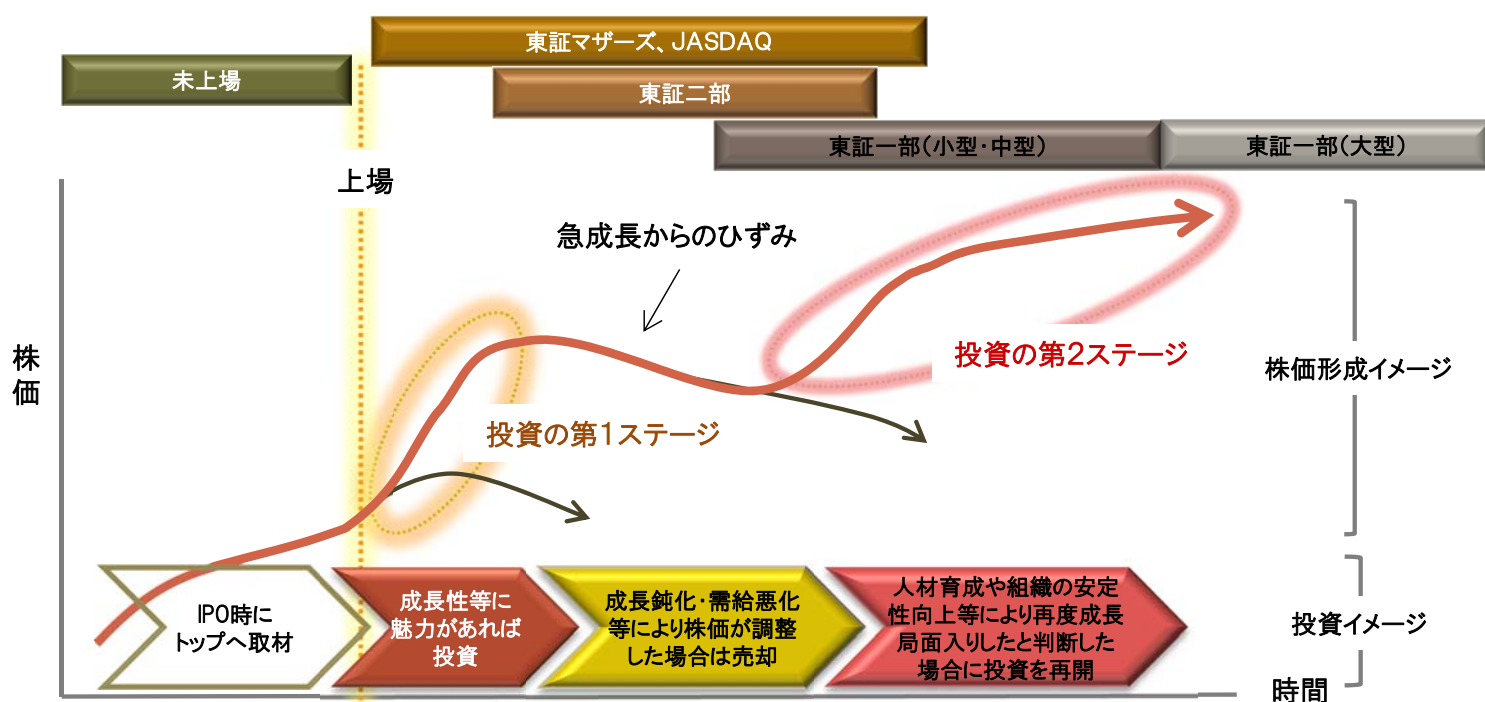 東証マザーズ、JASDAQ
未上場
東証二部
東証一部(小型・中型)
東証一部(大型)
上場
急成長からのひずみ
株価
投資の第2ステージ
株価形成イメージ
投資の第1ステージ
IPO時に
トップへ取材
成長性等に
魅力があれば
投資
成長鈍化・需給悪化
等により株価が調整
した場合は売却
人材育成や組織の安定
性向上等により再度成長
局面入りしたと判断した
場合に投資を再開
投資イメージ
時間